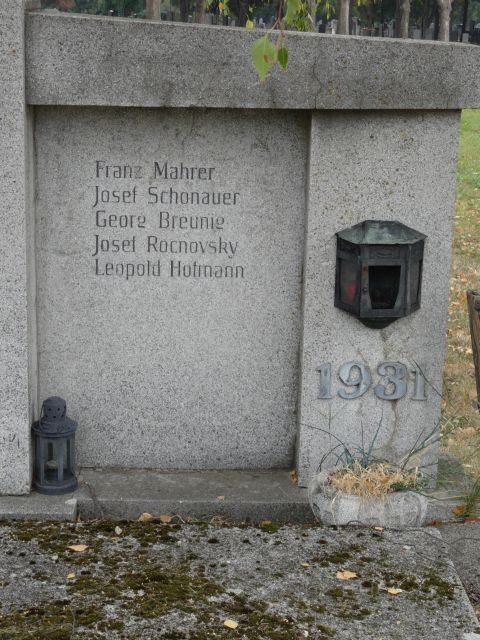 Franz Mahrer
Josef Schonauer
Georg Breunig
Josef Rocnovsky
Leopold Hofmann
1931